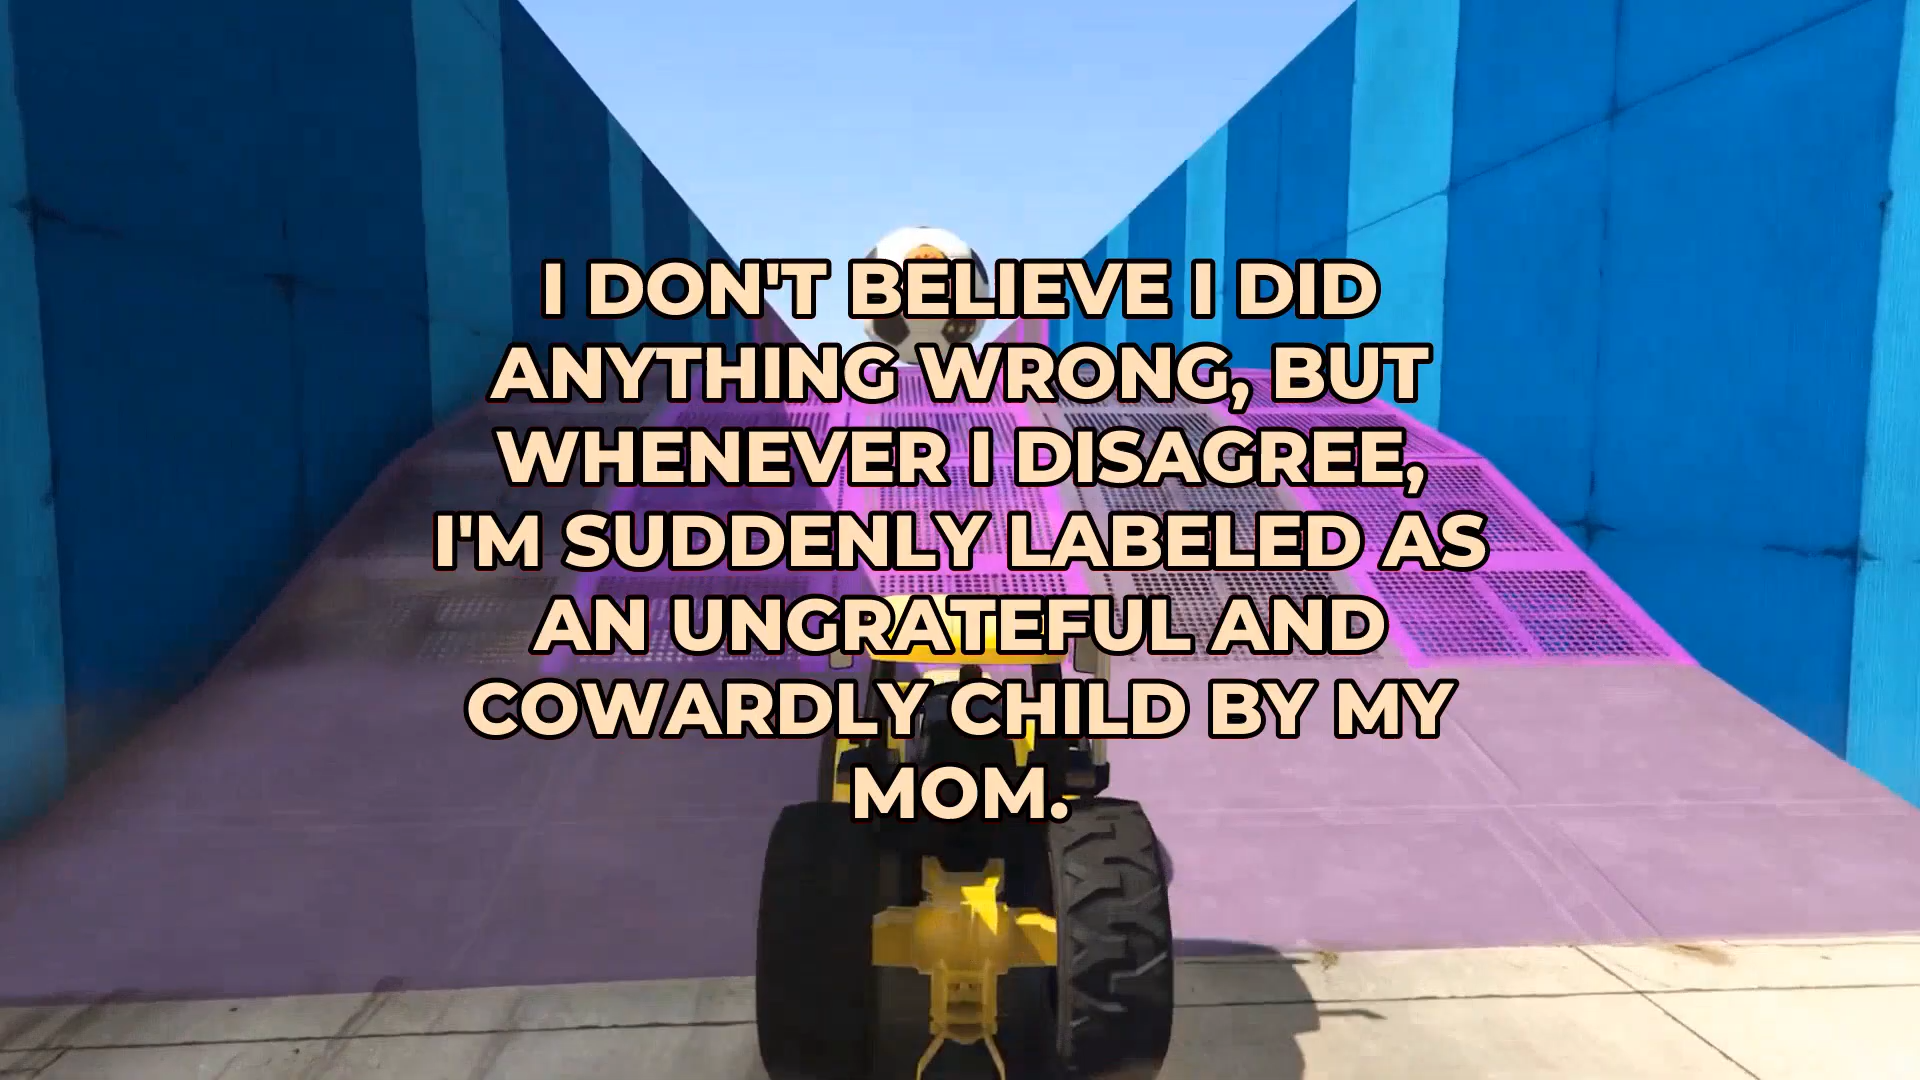 I DON'T BELIEVE I DID
ANYTHING WRONG, BUT
WHENEVER I DISAGREE,
I'M SUDDENLY LABELED AS
AN UNGRATEFUL AND
COWARDLY CHILD BY MY
MOM.